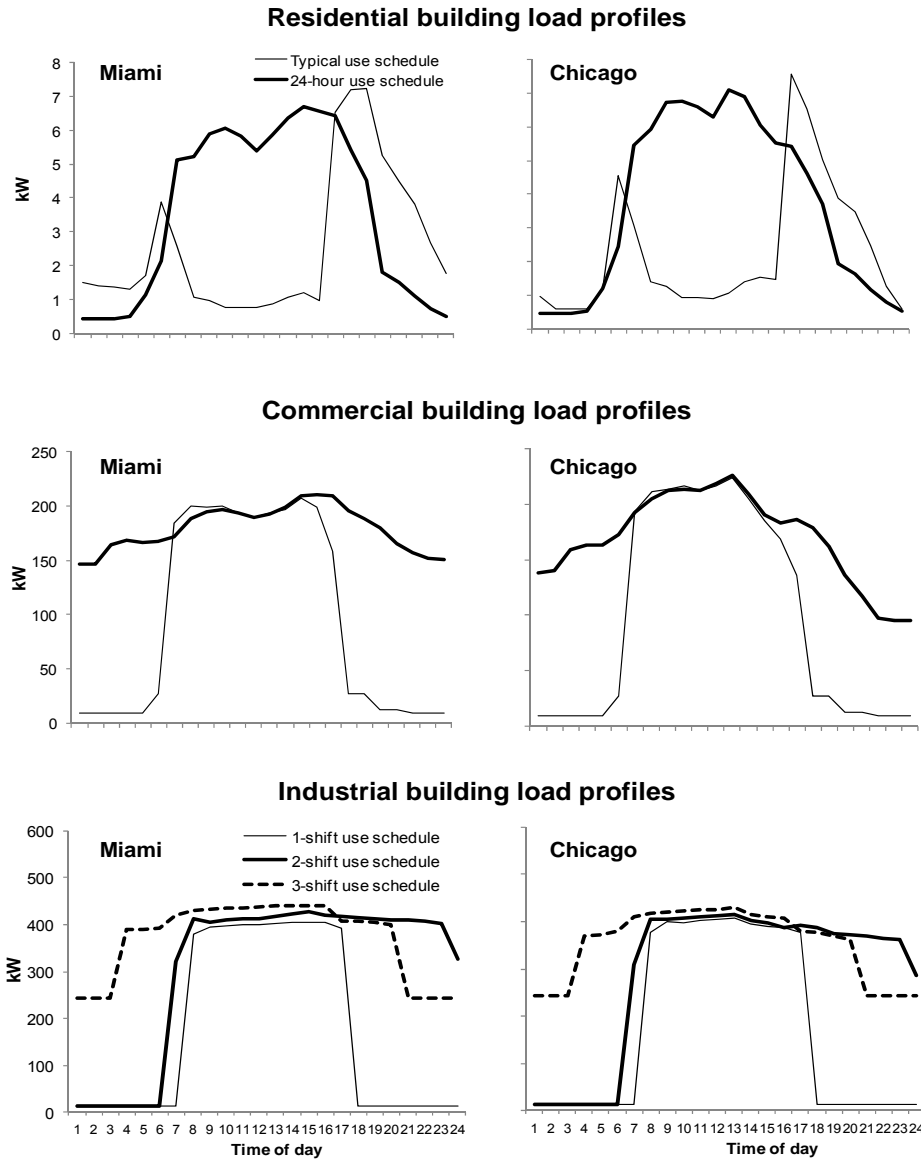 Residential building load profiles
Miami
Typical use schedule
24-hour use schedule
Chicago
8
7
6
5
4
3
2
1
0
kW
Commercial building load profiles
Miami
Chicago
250
200
150
100
50
0
kW
Industrial building load profiles
Miami
1-shift use schedule
2-shift use schedule
3-shift use schedule
Chicago
600
500
400
300
200
100
0
kW
1 2 3 4 5 6 7 8 9 10 11 12 13 14 15 16 17 18 19 20 21 22 23 24
Time of day
1 2 3 4 5 6 7 8 9 10 11 12 13 14 15 16 17 18 19 20 21 22 23 24
Time of day